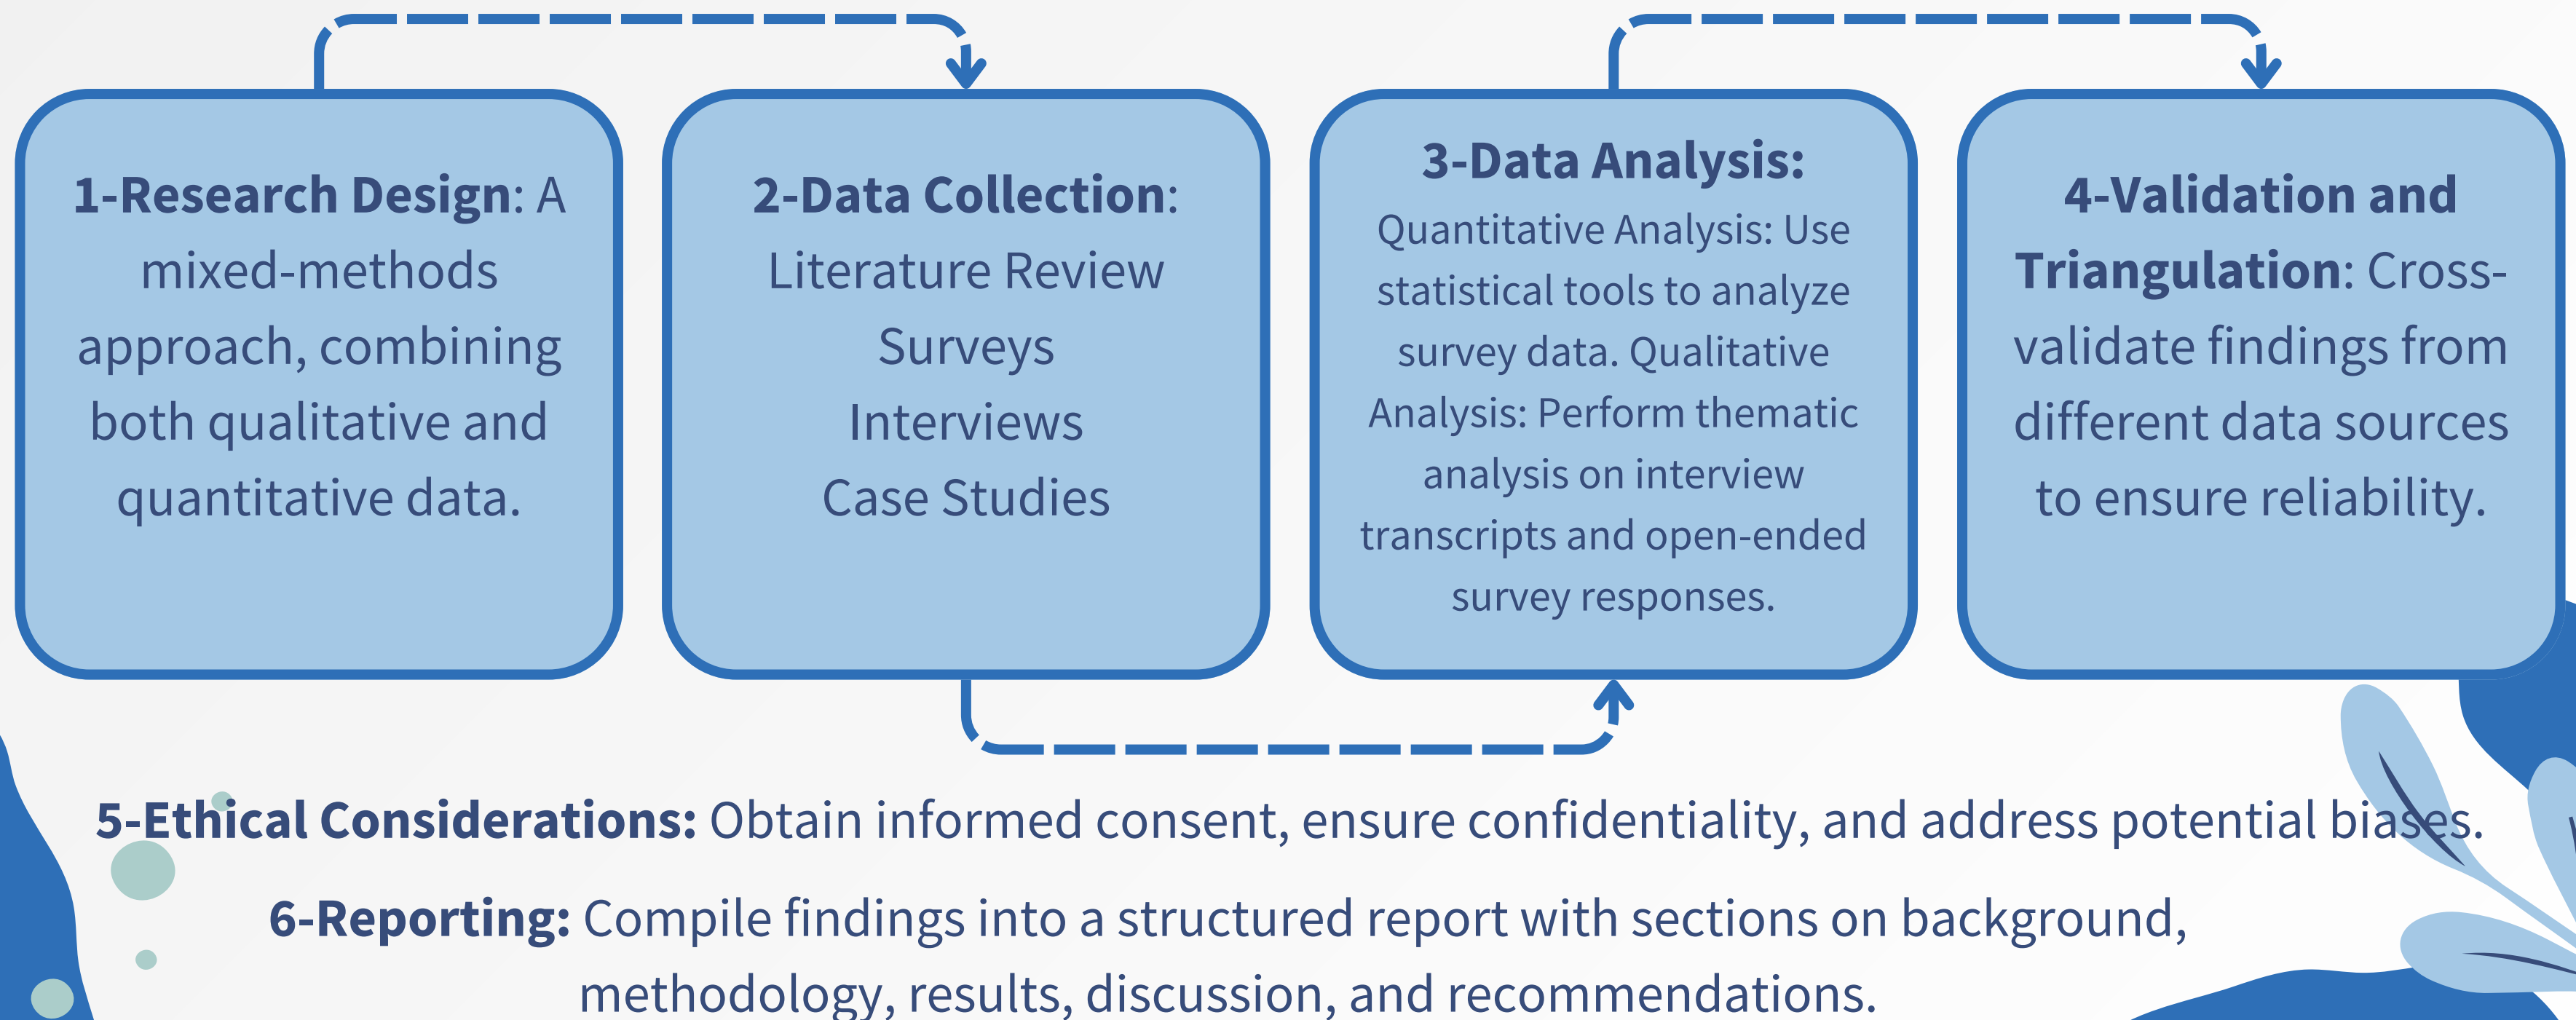 1-Research Design: A
mixed-methods
approach, combining
both qualitative and
quantitative data.
2-Data Collection:
Literature Review
Surveys
Interviews
Case Studies
3-Data Analysis:
Quantitative Analysis: Use
statistical tools to analyze
survey data. Qualitative
Analysis: Perform thematic
analysis on interview
transcripts and open-ended
survey responses.
4-Validation and
Triangulation: Cross-
validate findings from
different data sources
to ensure reliability.
5-Ethical Considerations: Obtain informed consent, ensure confidentiality, and address potential biases.
6-Reporting: Compile findings into a structured report with sections on background,
methodology, results, discussion, and recommendations.